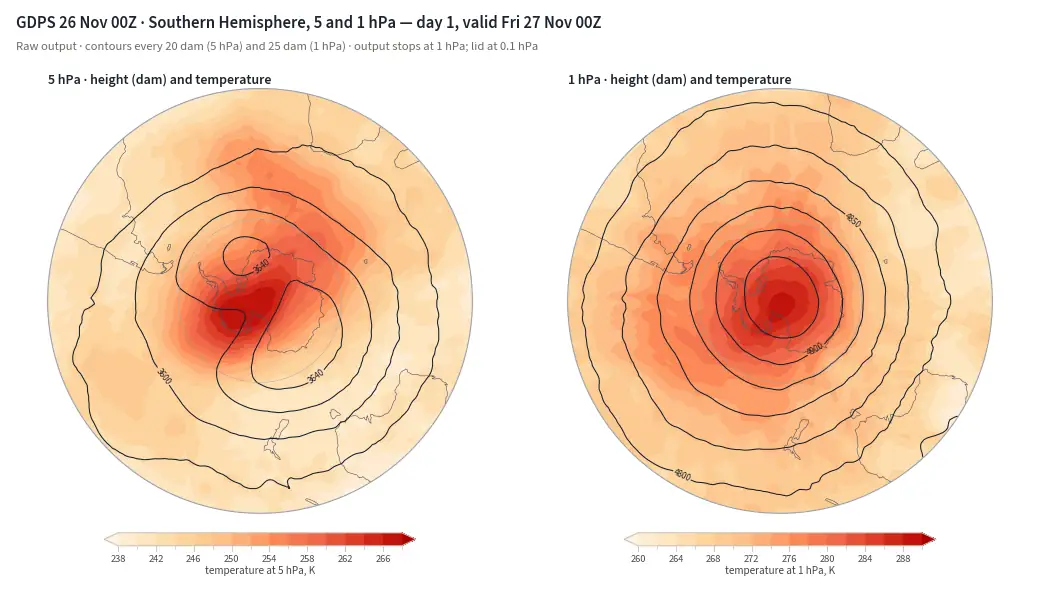 GDPS 26 Nov 00Z · Southern Hemisphere, 5 and 1 hPa — day 1, valid Fri 27 Nov 00Z
Raw output · contours every 20 dam (5 hPa) and 25 dam (1 hPa) · output stops at 1 hPa; lid at 0.1 hPa
5 hPa · height (dam) and temperature
3640
3600
3640
238 242 246 250 254 258 262 266
temperature at 5 hPa, K
1 hPa · height (dam) and temperature
4850
4900
4800
260 264 268 272 276 280 284 288
temperature at 1 hPa, K